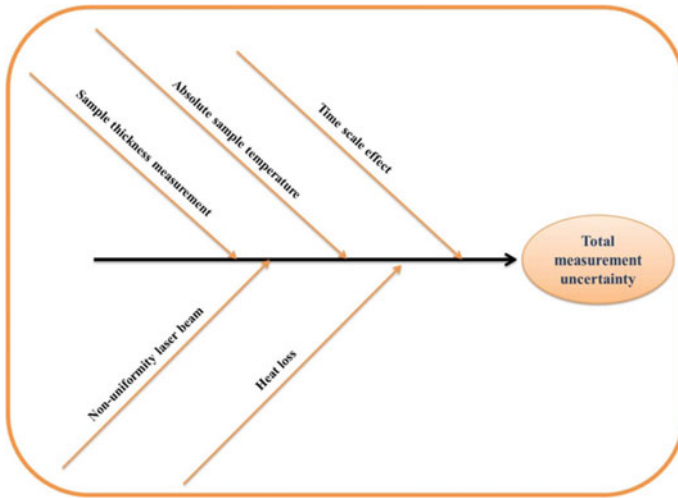 Sample thickness measurement
Absolute sample temperature
Time scale effect
Total
measurement
uncertainty
Non-uniformity laser beam
Heat loss